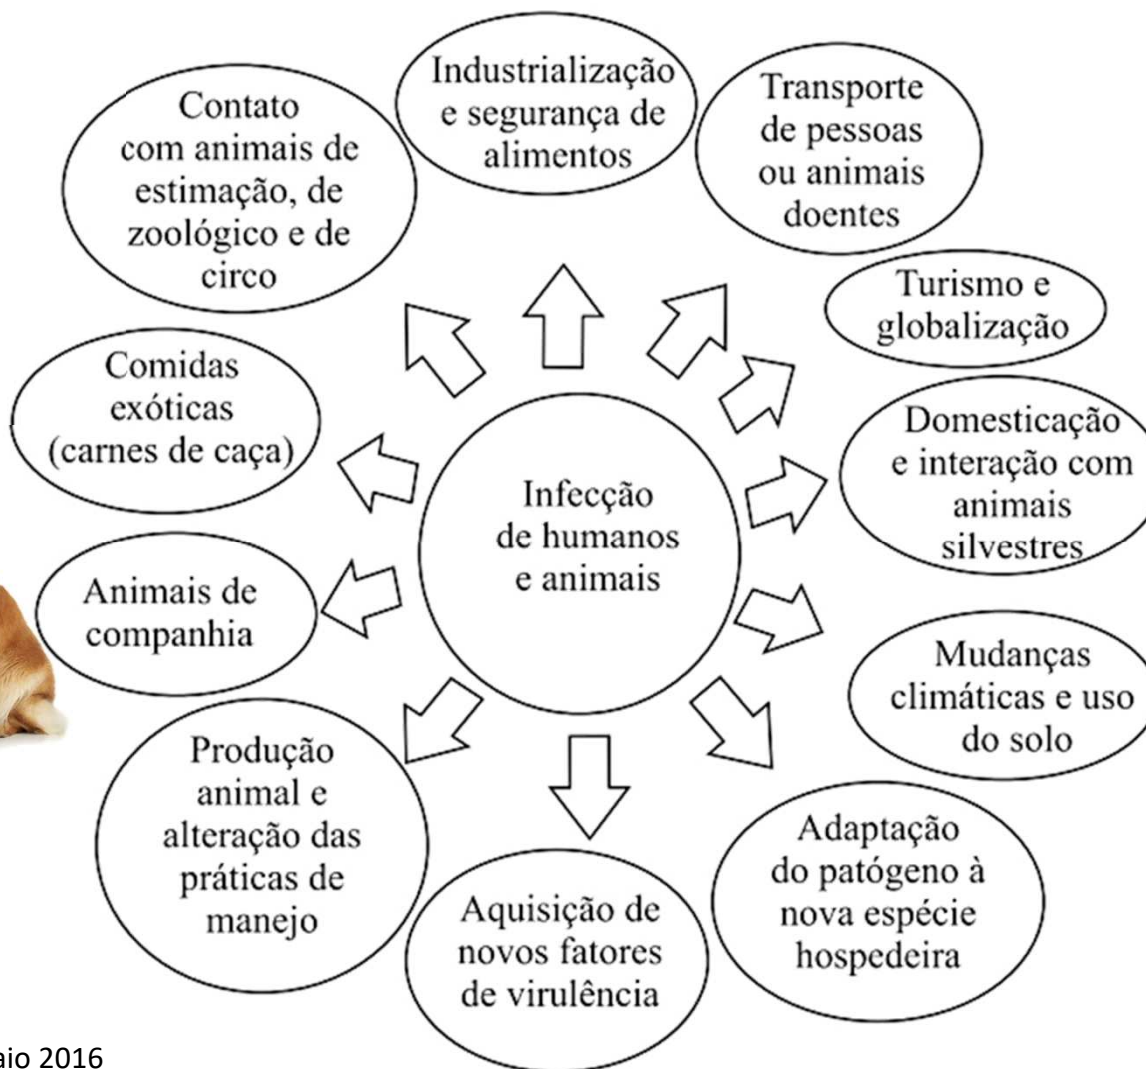 Industrialização
e segurança de
alimentos
Transporte
de pessoas
ou animais
doentes
Turismo e
globalização
Domesticação
e interação com
animais
silvestres
Mudanças
climáticas e uso
do solo
Adaptação
do patógeno à
nova espécie
hospedeira
Aquisição de
novos fatores
de virulência
Produção
animal e
alteração das
práticas de
manejo
Animais de
companhia
Comidas
exóticas
(carnes de caça)
Contato
com animais de
estimação, de
zoológico e de
circo
Infecção
de humanos
e animais
2016